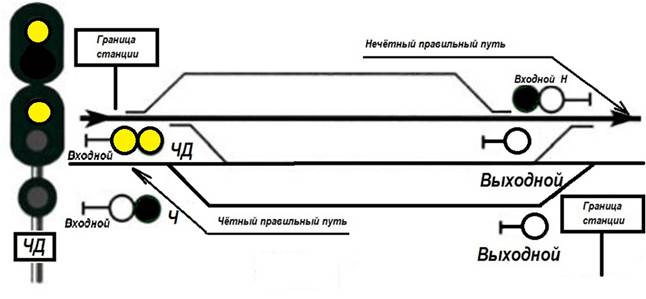 Граница
станции
Нечётный правильный путь
Входной Н
Входной
ЧД
Выходной
Входной
Ч
Чётный правильный путь
Выходной
Граница
станции
ЧД